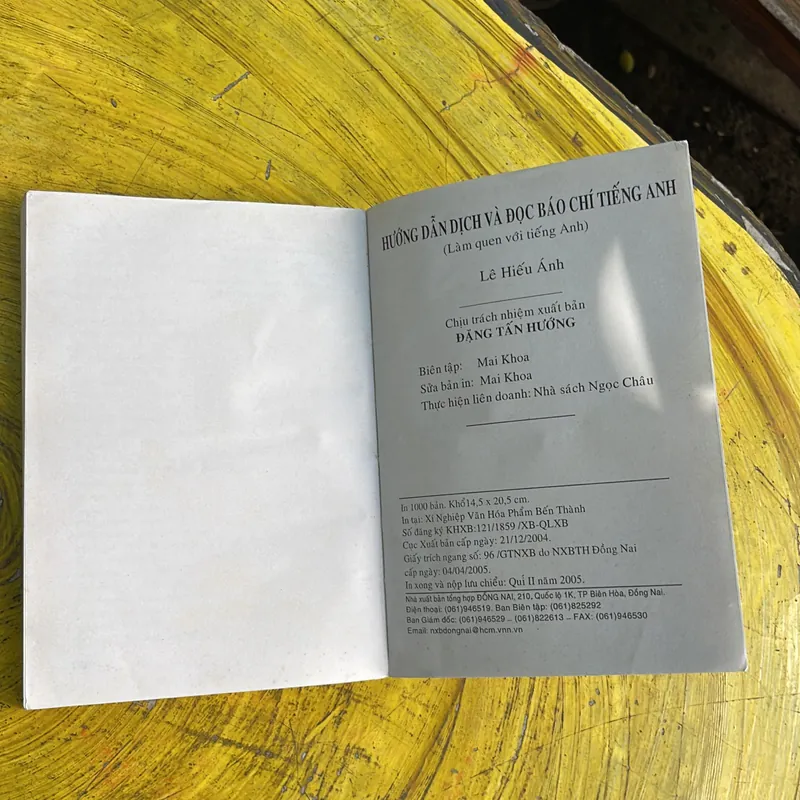 HƯỚNG DẪN DỊCH VÀ ĐỌC BÁO CHÍ TIẾNG ANH
(Làm quen với tiếng Anh)
Lê Hiếu Ánh
Chịu trách nhiệm xuất bản
ĐẶNG TẤN HƯỚNG
Biên tập: Mai Khoa
Sửa bản in: Mai Khoa
Thực hiện liên doanh: Nhà sách Ngọc Châu
In 1000 bản. Khổ14,5 x 20,5 cm.
In tại: Xí Nghiệp Văn Hóa Phẩm Bến Thành
Số đăng ký KHXB:121/1859 /XB-QLXB
Cục Xuất bản cấp ngày: 21/12/2004.
Giấy trích ngang số: 96 /GTNXB do NXBTH Đồng Nai
cấp ngày: 04/04/2005.
In xong và nộp lưu chiểu: Quí II năm 2005.
Nhà xuất bản tổng hợp ĐỒNG NAI, 210, Quốc lộ 1K, TP Biên Hòa, Đồng Nai.
Điện thoại: (061)946519. Ban Biên tập: (061)825292
Ban Giám đốc: (061)946529 – (061)822613 – FAX: (061)946530
Email: nxbdongnai@hcm.vnn.vn